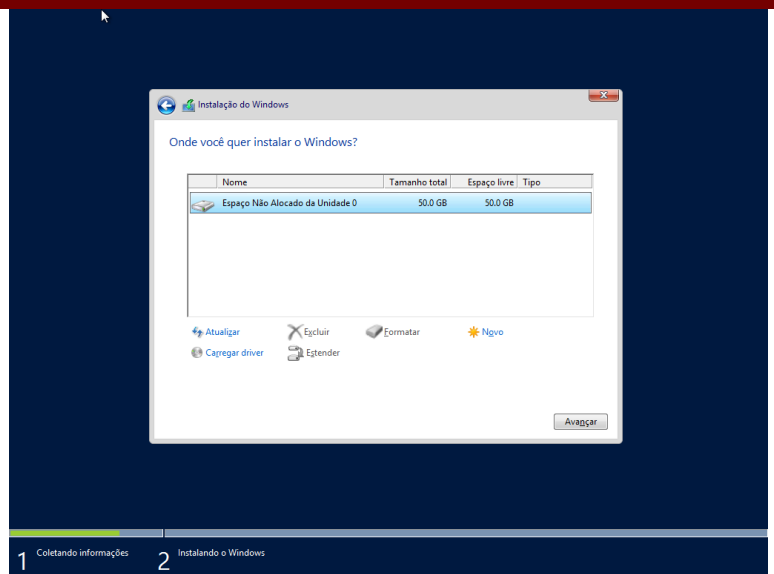 Instalação do Windows
Onde você quer instalar o Windows?
Nome Tamanho total Espaço livre Tipo
Espaço Não Alocado da Unidade 0 50.0 GB 50.0 GB
Atualizar Excluir Formatar Novo
Carregar driver Estender
Avançar
1 Coletando informações 2 Instalando o Windows